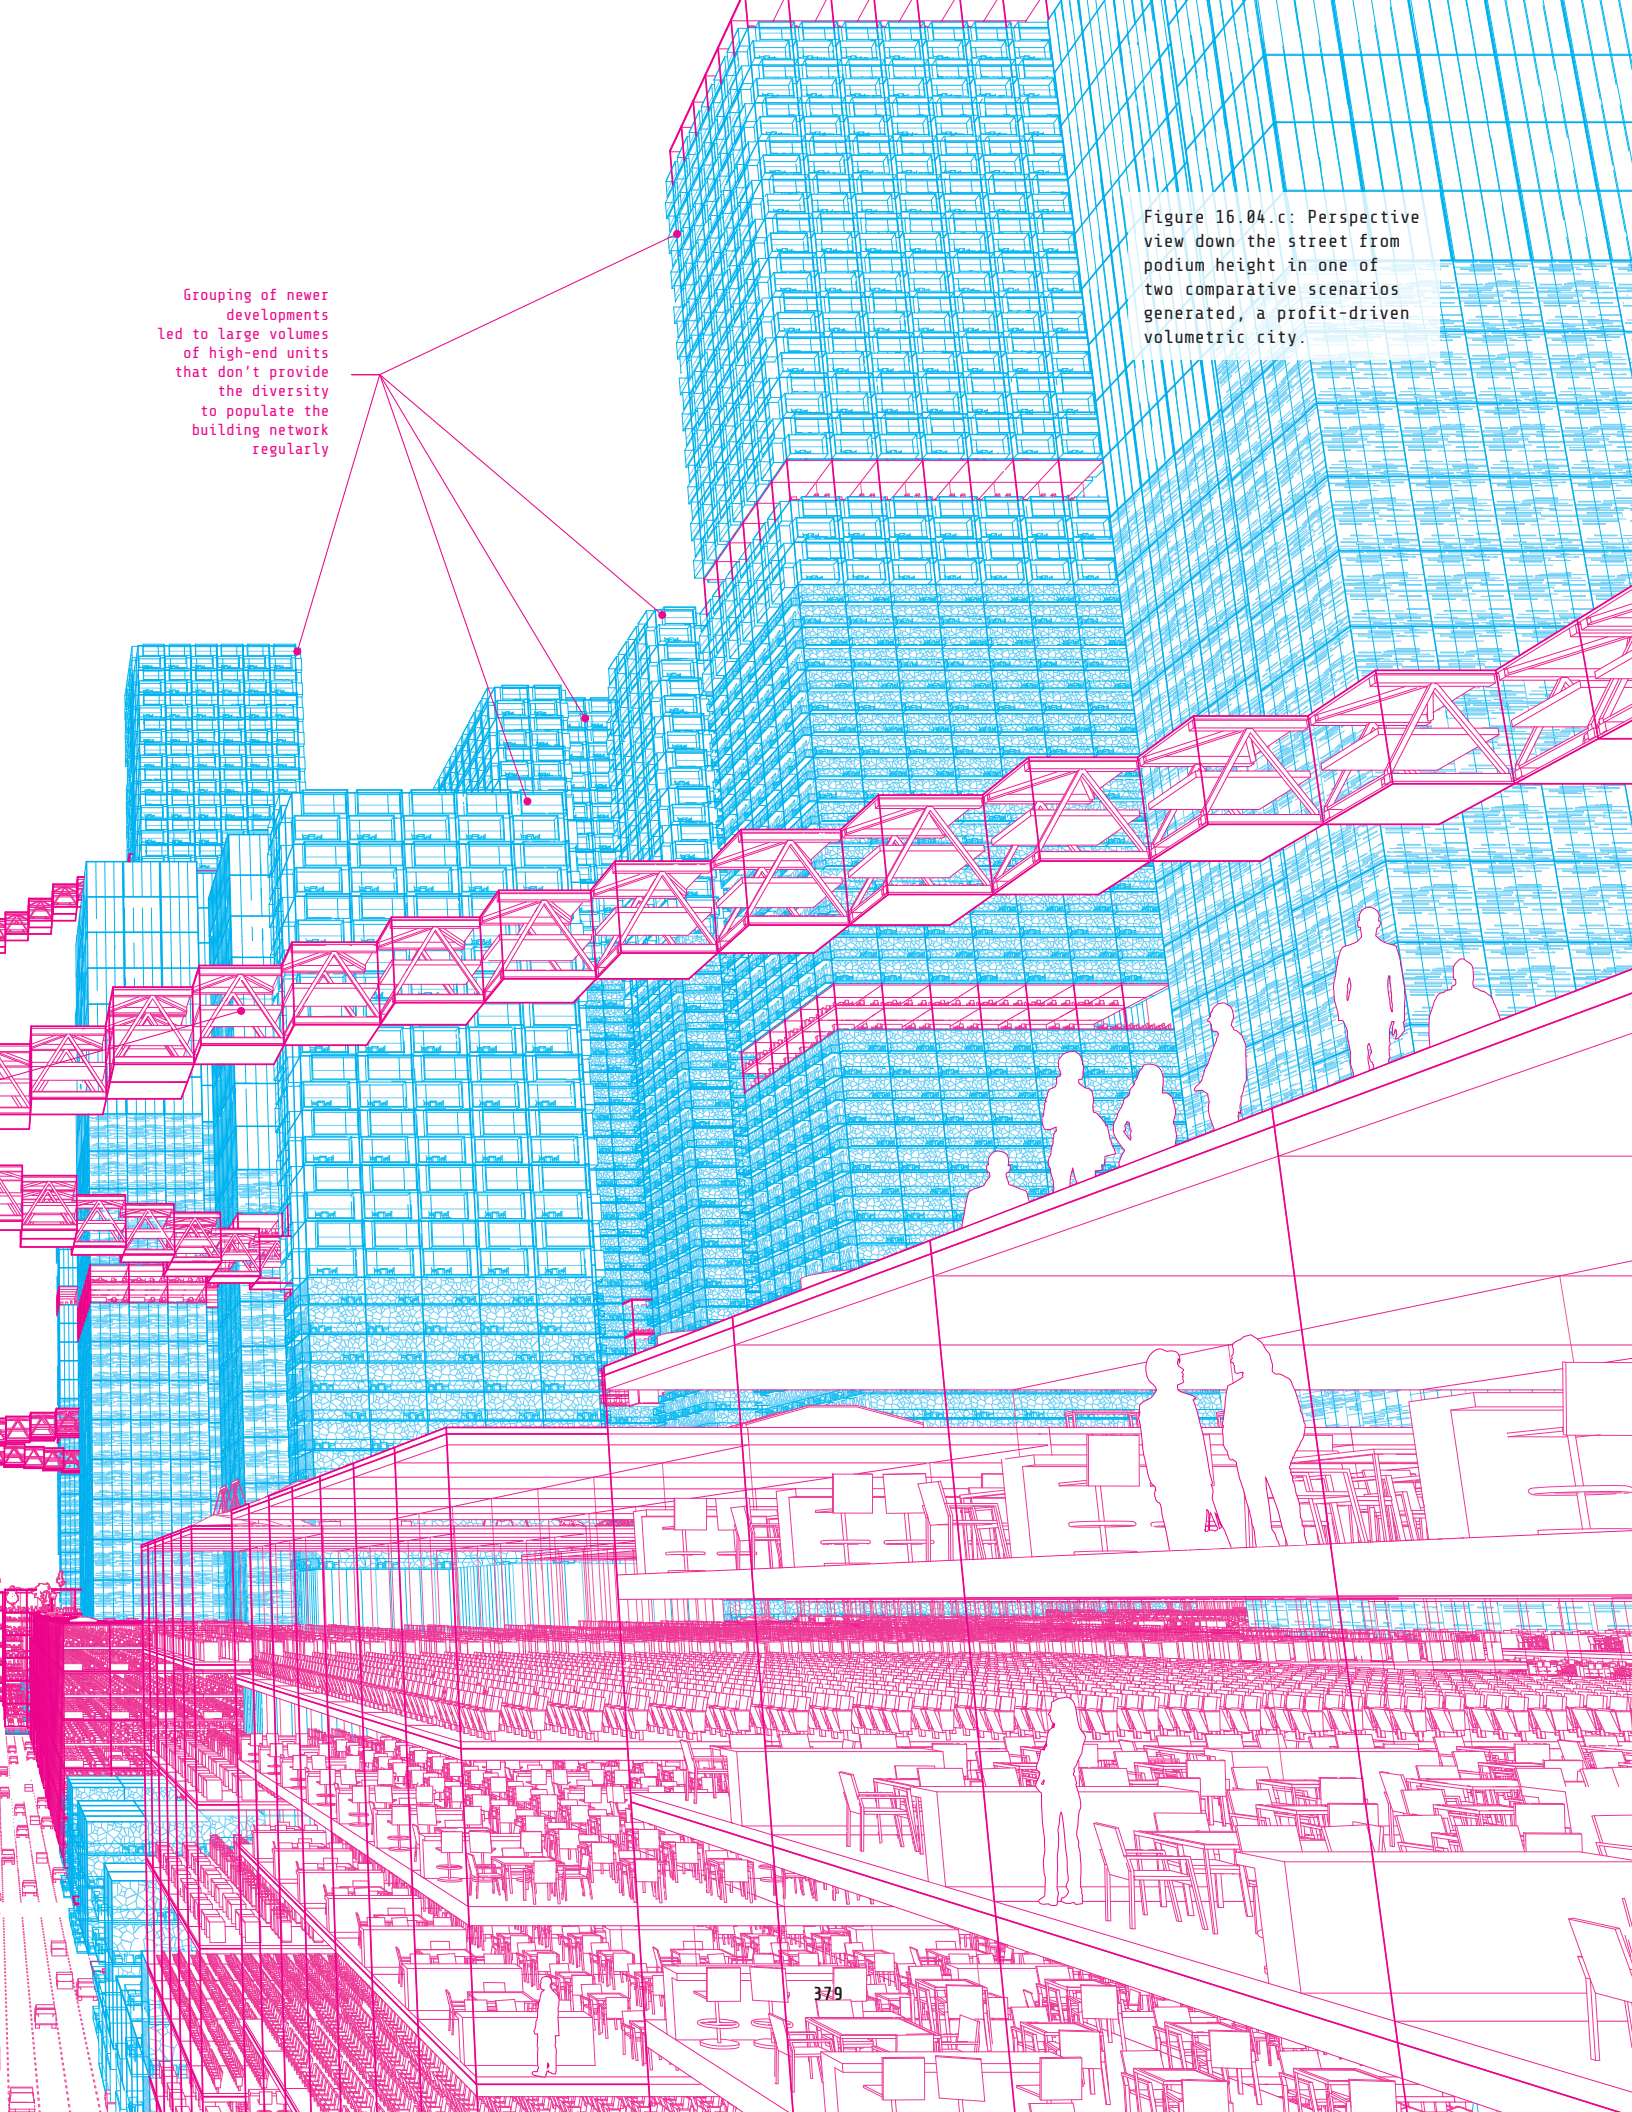 Figure 16.04.c: Perspective
view down the street from
podium height in one of
two comparative scenarios
generated, a profit-driven
volumetric city.
Grouping of newer
developments
led to large volumes
of high-end units
that don't provide
the diversity
to populate the
building network
regularly
379